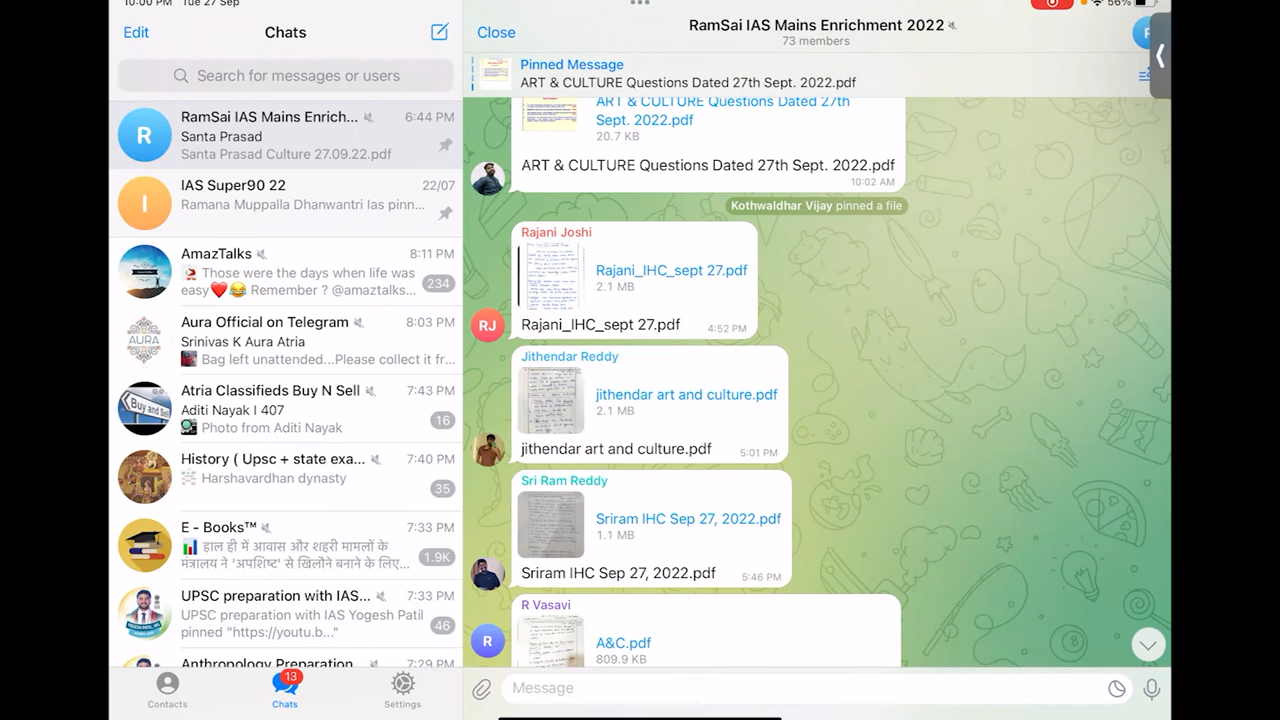 10:00 PM Tue 27 Sep
56%
Edit
Chats
Search for messages or users
R
RamSai IAS Mains Enrich...
6:44 PM
Santa Prasad
Santa Prasad Culture 27.09.22.pdf
I
IAS Super90 22
22/07
Ramana Muppalla Dhanwantri Ias pinn...
AmazTalks
8:11 PM
Those were the days when life was
easy❤️😂 Remember ? @amaztalks...
234
Aura Official on Telegram
8:03 PM
AURA
Srinivas K Aura Atria
Bag left unattended...Please collect it fr...
Atria Classifieds Buy N Sell
7:43 PM
Buy and Sell
Aditi Nayak I 407
Photo from Aditi Nayak
16
History ( Upsc + state exa...
7:40 PM
Harshavardhan dynasty
35
E - Books™
7:33 PM
हाल ही में आवास और शहरी मामलों के
मंत्रालय ने 'अपशिष्ट' से खिलौने बनाने के लिए...
1.9K
UPSC preparation with IAS...
7:33 PM
UPSC preparation with IAS Yogesh Patil
pinned "https://youtu.b..."
46
Anthropology Preparation
7:29 PM
Contacts
13
Chats
Settings
Close
RamSai IAS Mains Enrichment 2022
73 members
Pinned Message
ART & CULTURE Questions Dated 27th Sept. 2022.pdf
ART & CULTURE Questions Dated 27th
Sept. 2022.pdf
20.7 KB
ART & CULTURE Questions Dated 27th Sept. 2022.pdf
10:02 AM
Kothwaldhar Vijay pinned a file
Rajani Joshi
Rajani_IHC_sept 27.pdf
2.1 MB
RJ
Rajani_IHC_sept 27.pdf
4:52 PM
Jithendar Reddy
jithendar art and culture.pdf
2.1 MB
jithendar art and culture.pdf
5:01 PM
Sri Ram Reddy
Sriram IHC Sep 27, 2022.pdf
1.1 MB
Sriram IHC Sep 27, 2022.pdf
5:46 PM
R Vasavi
R
A&C.pdf
809.9 KB
Message